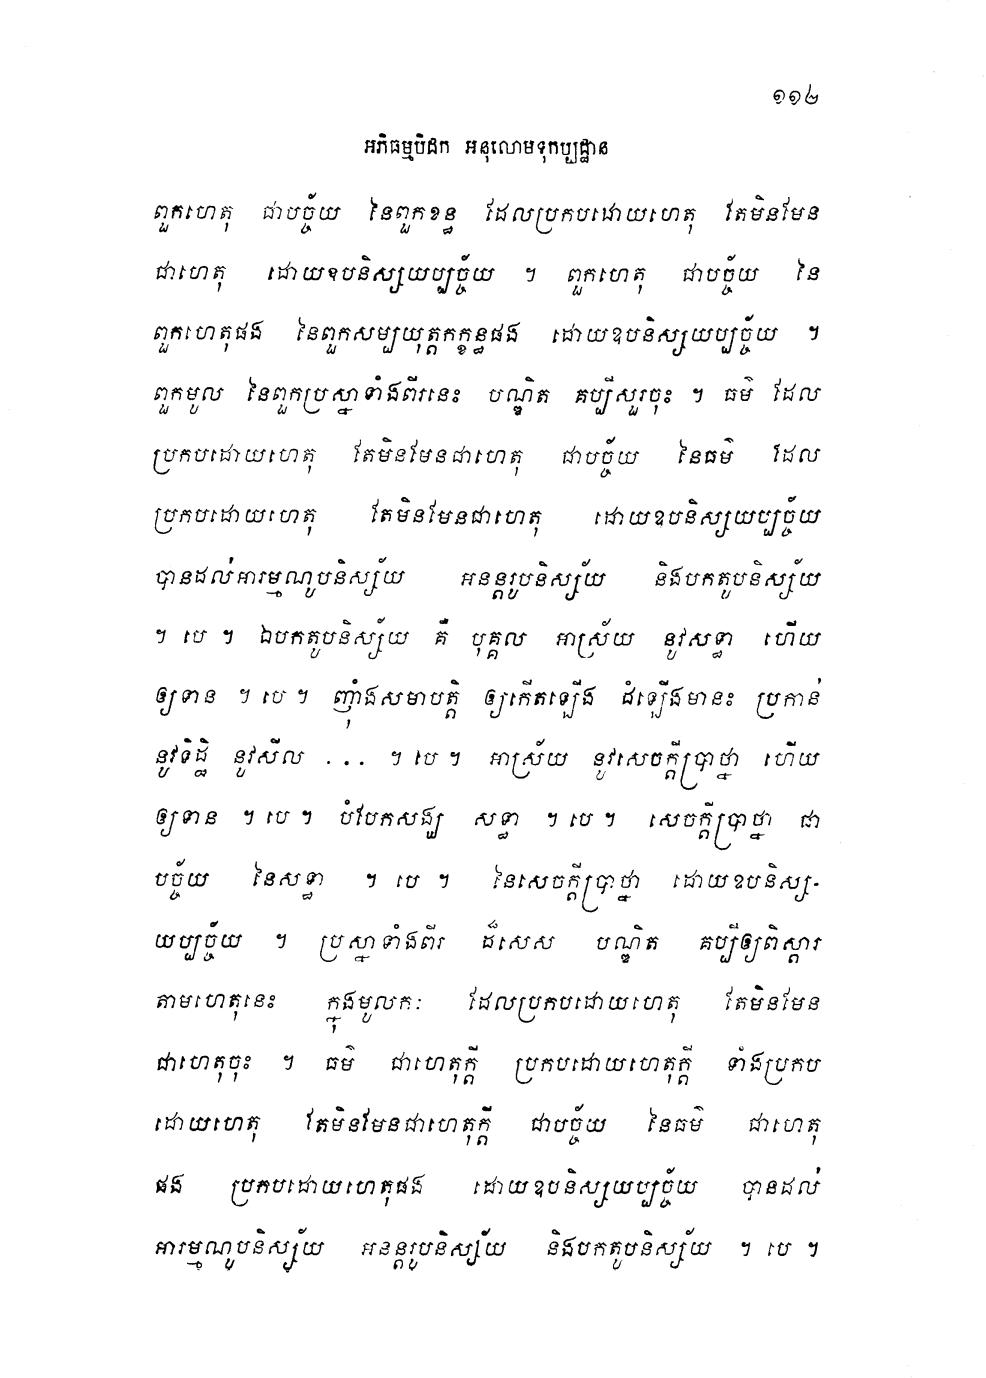 ១១២
អភិធម្មបិដក អនុលោមទុកប្បដ្ឋាន
ពួកហេតុ ជាបច្ច័យ នៃពួកខន្ធ ដែលប្រកបដោយហេតុ តែមិនមែន
ជាហេតុ ដោយឧបនិស្សយប្បច្ច័យ ។ ពួកហេតុ ជាបច្ច័យ នៃ
ពួកហេតុផង នៃពួកសម្បយុត្តកក្ខន្ធផង ដោយឧបនិស្សយប្បច្ច័យ ។
ពួកមូល នៃពួកប្រស្នាទាំងពីរនេះ បណ្ឌិត គប្បីសួរចុះ ។ ធម៌ ដែល
ប្រកបដោយហេតុ តែមិនមែនជាហេតុ ជាបច្ច័យ នៃធម៌ ដែល
ប្រកបដោយហេតុ តែមិនមែនជាហេតុ ដោយឧបនិស្សយប្បច្ច័យ
បានដល់អារម្មណូបនិស្ស័យ អនន្តរូបនិស្ស័យ និងបកតូបនិស្ស័យ
។ បេ ។ ឯបកតូបនិស្ស័យ គឺ បុគ្គល អាស្រ័យ នូវសទ្ធា ហើយ
ឲ្យទាន ។ បេ ។ ញុំាងសមាបត្តិ ឲ្យកើតឡើង ដំឡើងមានះ ប្រកាន់
នូវទិដ្ឋិ នូវសីល ... ។ បេ ។ អាស្រ័យ នូវសេចក្តីប្រាថ្នា ហើយ
ឲ្យទាន ។ បេ ។ បំបែកសង្ឃ សទ្ធា ។ បេ ។ សេចក្តីប្រាថ្នា ជា
បច្ច័យ នៃសទ្ធា ។ បេ ។ នៃសេចក្តីប្រាថ្នា ដោយឧបនិស្ស-
យប្បច្ច័យ ។ ប្រស្នាទាំងពីរ ដ៏សេស បណ្ឌិត គប្បីឲ្យពិស្តារ
តាមហេតុនេះ ក្នុងមូលកៈ ដែលប្រកបដោយហេតុ តែមិនមែន
ជាហេតុចុះ ។ ធម៌ ជាហេតុក្តី ប្រកបដោយហេតុក្តី ទាំងប្រកប
ដោយហេតុ តែមិនមែនជាហេតុក្តី ជាបច្ច័យ នៃធម៌ ជាហេតុ
ផង ប្រកបដោយហេតុផង ដោយឧបនិស្សយប្បច្ច័យ បានដល់
អារម្មណូបនិស្ស័យ អនន្តរូបនិស្ស័យ និងបកតូបនិស្ស័យ ។ បេ ។